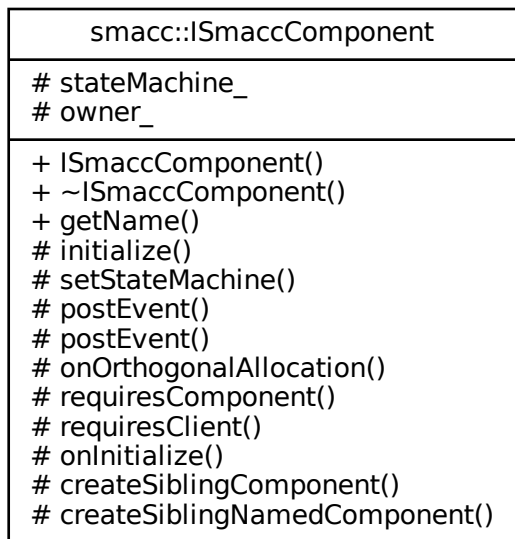 smacc::ISmaccComponent
# stateMachine_
# owner_
+ ISmaccComponent()
+ ~ISmaccComponent()
+ getName()
# initialize()
# setStateMachine()
# postEvent()
# postEvent()
# onOrthogonalAllocation()
# requiresComponent()
# requiresClient()
# onInitialize()
# createSiblingComponent()
# createSiblingNamedComponent()